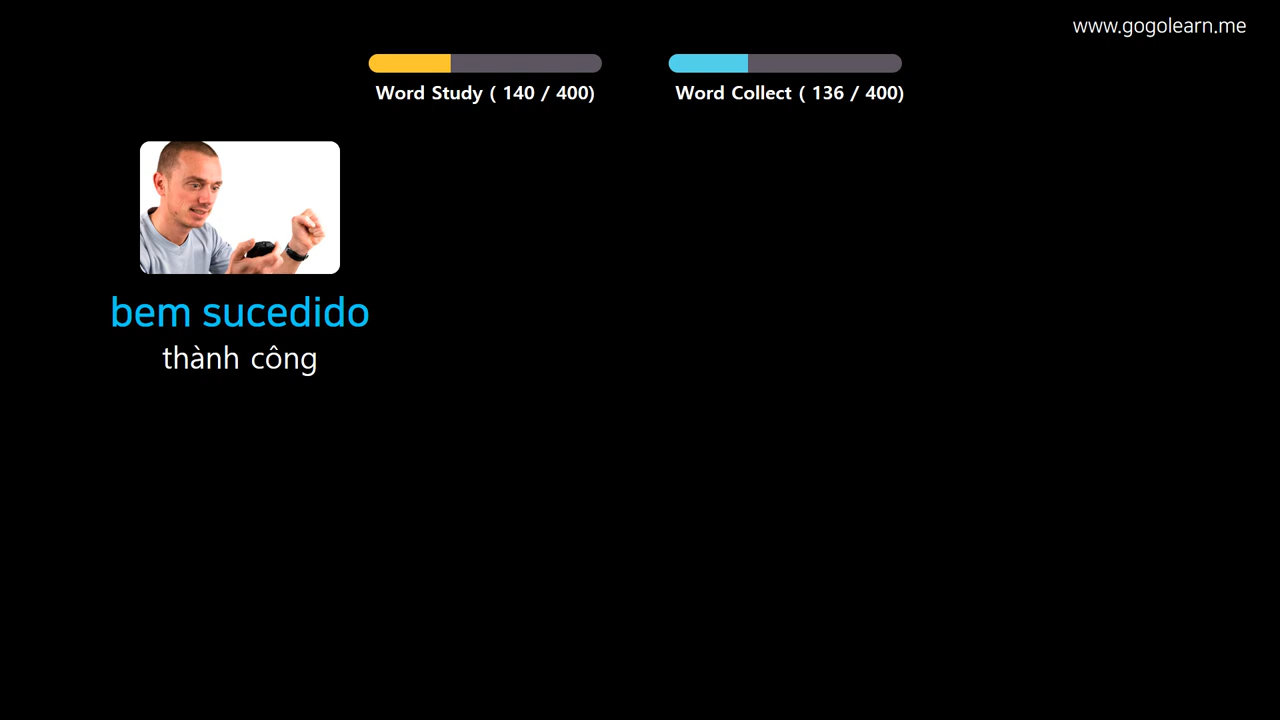 www.gogolearn.me
Word Study ( 140 / 400)
Word Collect ( 136 / 400)
bem sucedido
thành công